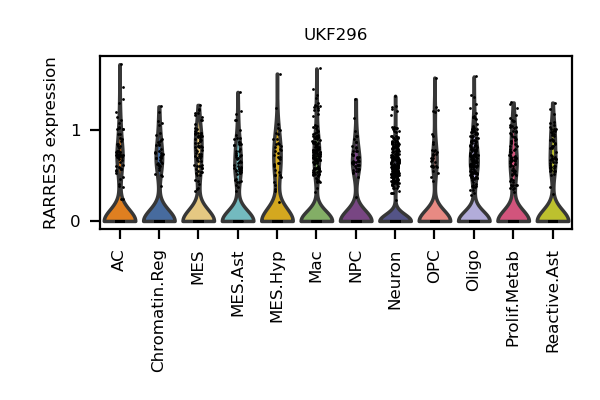 UKF296
RARRES3 expression
1
0
AC
Chromatin.Reg
MES
MES.Ast
MES.Hyp
Mac
NPC
Neuron
OPC
Oligo
Prolif.Metab
Reactive.Ast